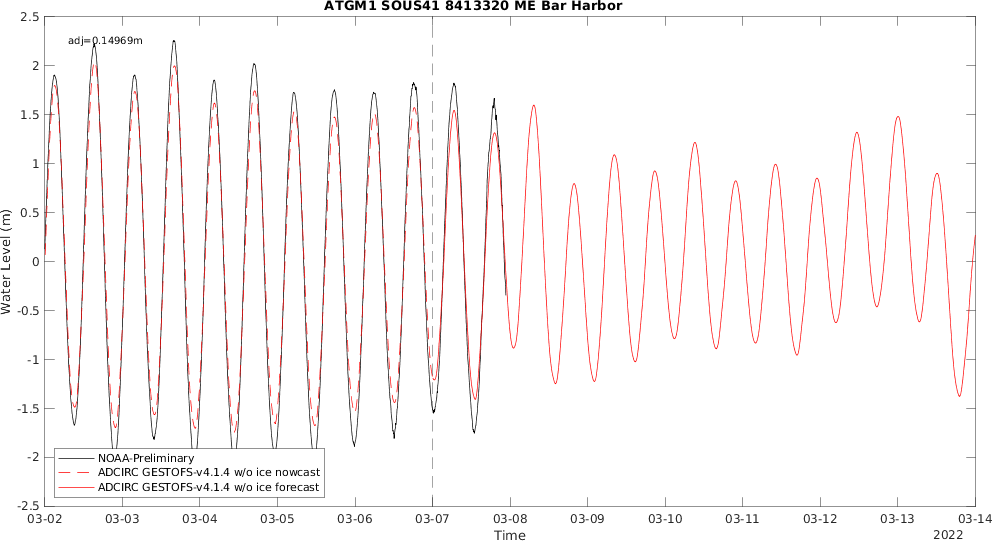 ATGM1 SOUS41 8413320 ME Bar Harbor
adj=0.14969m
2.5
2
1.5
1
0.5
0
-0.5
-1
-1.5
-2
-2.5
Water Level (m)
NOAA-Preliminary
ADCIRC GESTOFS-v4.1.4 w/o ice nowcast
ADCIRC GESTOFS-v4.1.4 w/o ice forecast
03-02 03-03 03-04 03-05 03-06 03-07 03-08 03-09 03-10 03-11 03-12 03-13 03-14
Time
2022